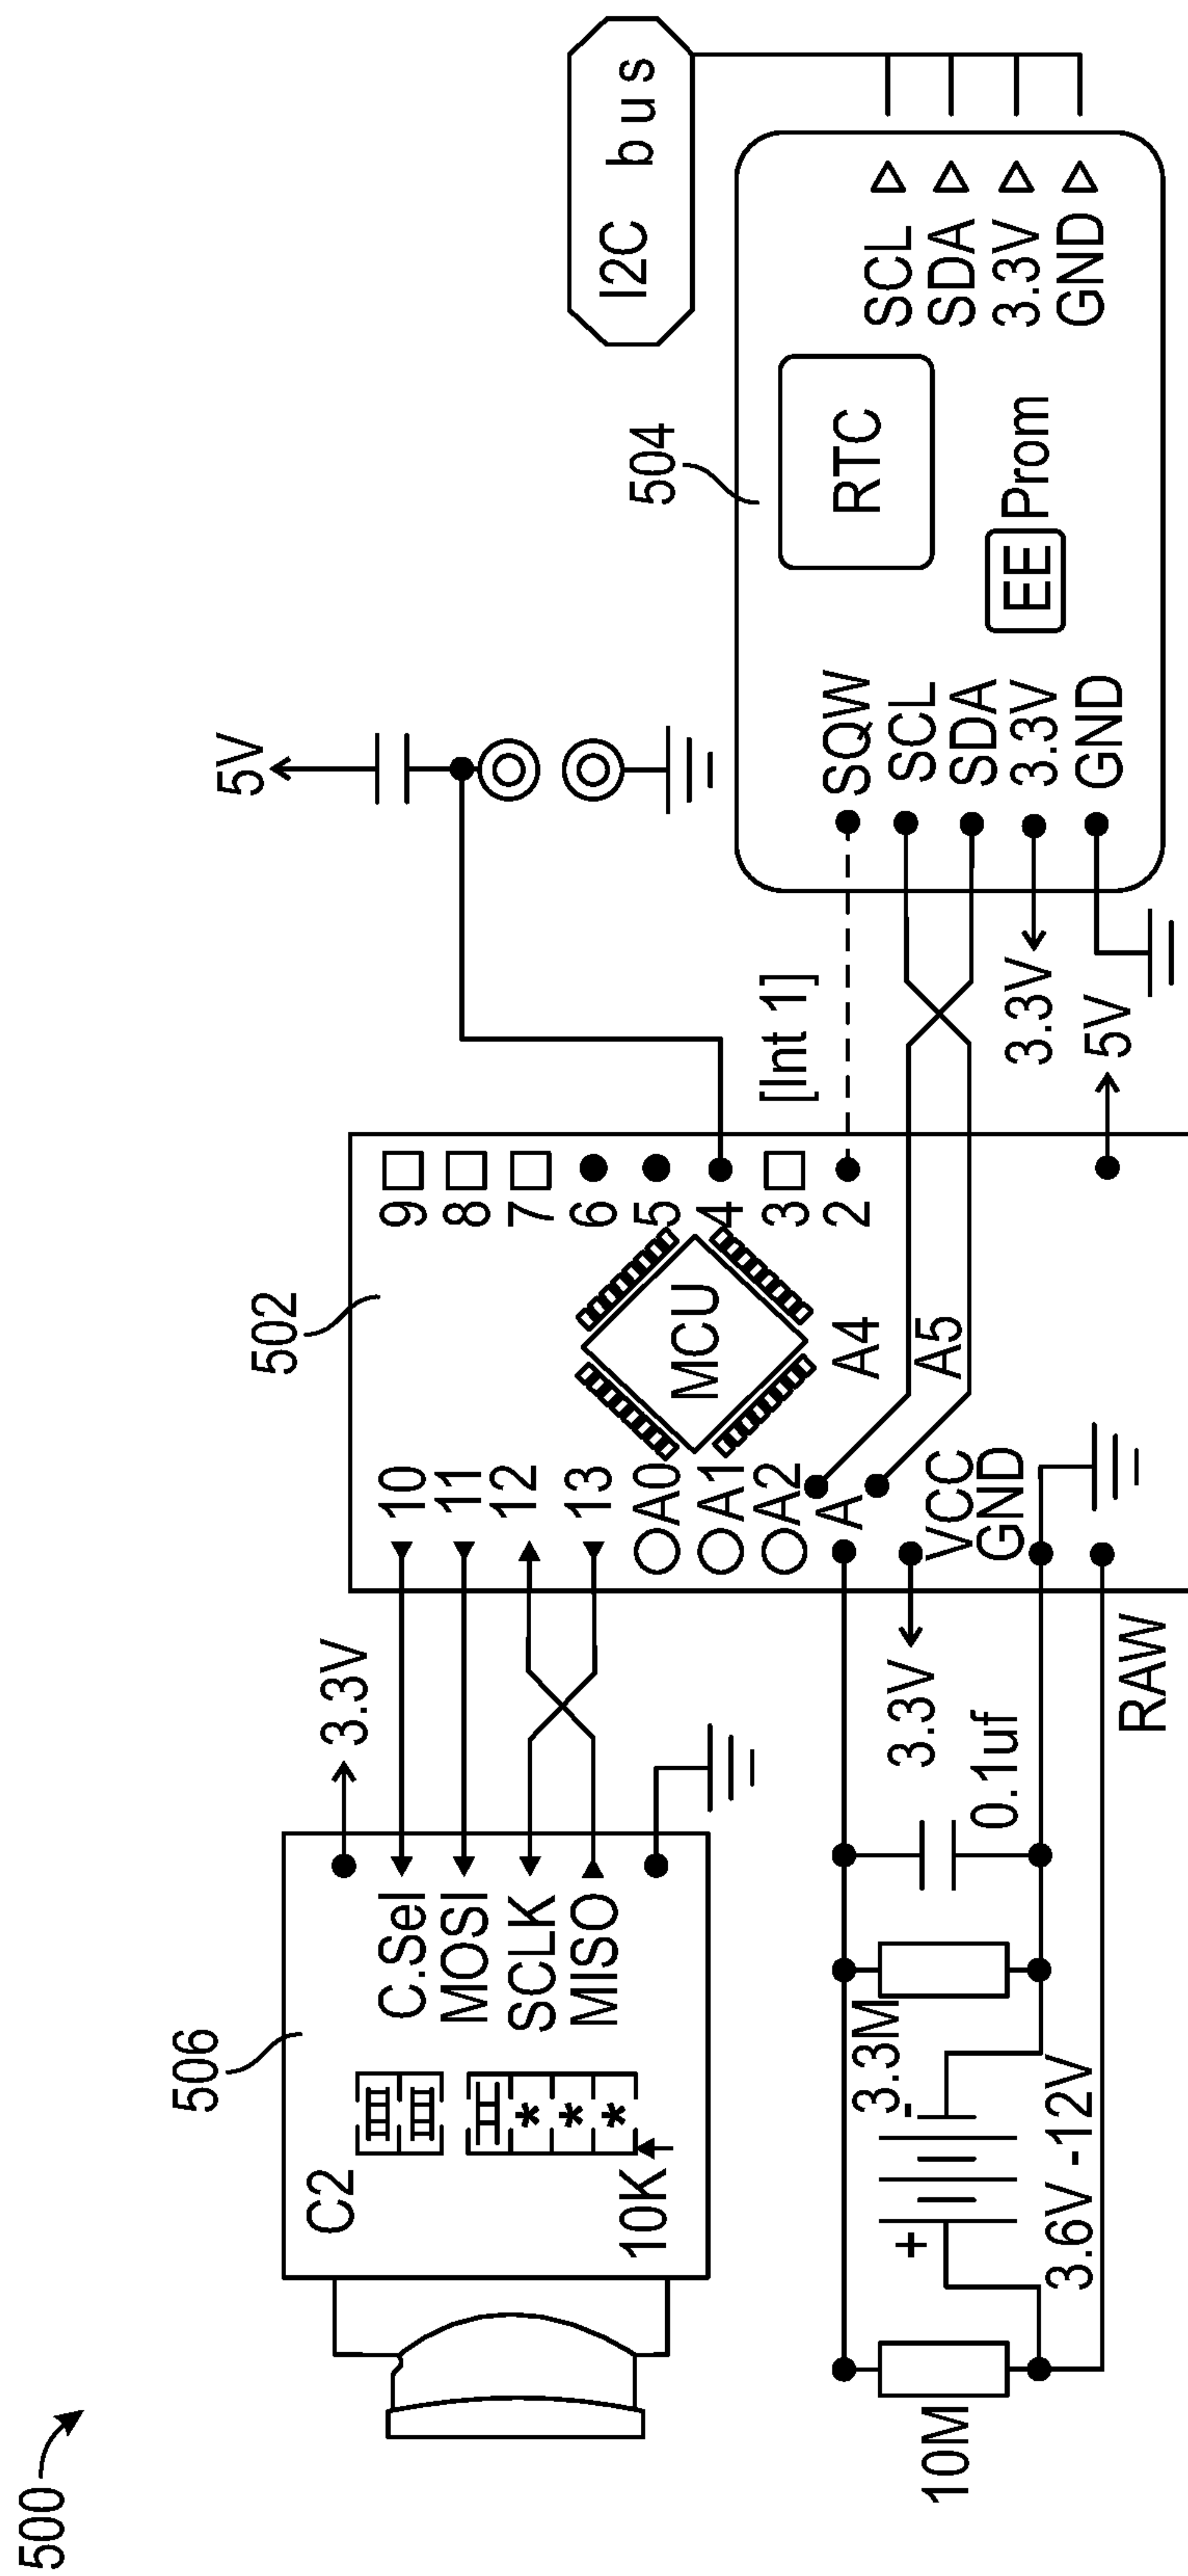 500
506
C2
10K
C.Sel
MOSI
SCLK
MISO
3.3V
502
10
11
12
13
A0
A1
A2
A
VCC
GND
RAW
MCU
A4
A5
9
8
7
6
5
4
3
2
5V
[Int 1]
3.3V
5V
504
SQW
SCL
SDA
3.3V
GND
RTC
EE Prom
SCL
SDA
3.3V
GND
I2C bus
10M
+
-
3.6V -12V
3.3M
0.1uf
3.3V